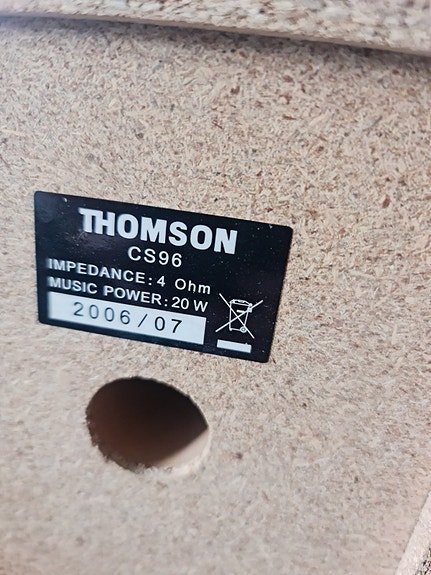 THOMSON
CS96
IMPEDANCE: 4 Ohm
MUSIC POWER: 20 W
2006/07